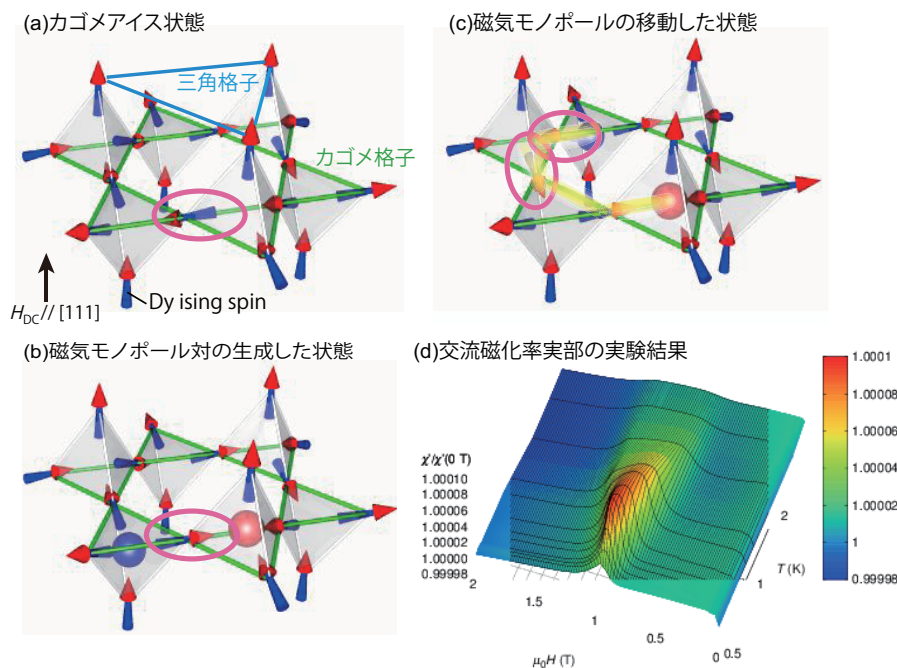 (a)カゴメアイス状態
三角格子
カゴメ格子
Dy ising spin
H_DC // [111]
(b)磁気モノポール対の生成した状態
(c)磁気モノポールの移動した状態
(d)交流磁化率実部の実験結果
χ'/χ'(0 T)
1.00010
1.00008
1.00006
1.00004
1.00002
1.00000
0.99998
2
1.5
1
0.5
0
μ₀H (T)
0.5
1
2
T (K)
1.0001
1.00008
1.00006
1.00004
1.00002
1
0.99998